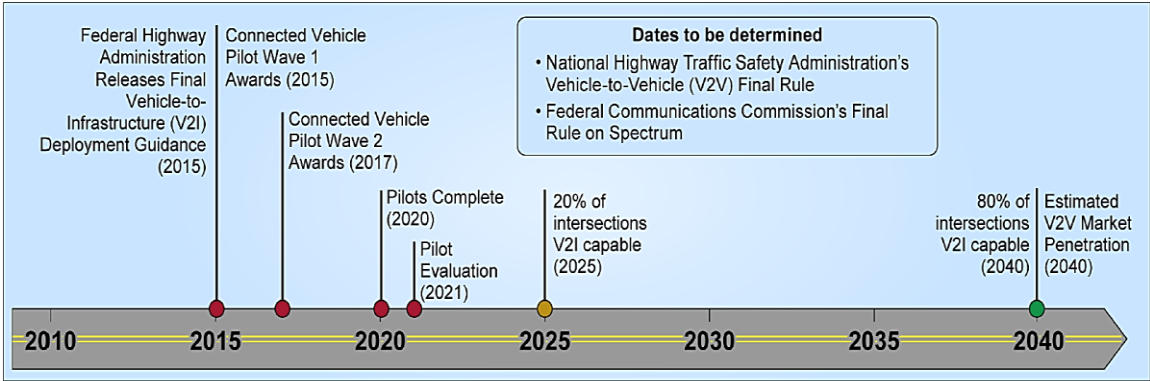 Federal Highway
Administration
Releases Final
Vehicle-to-
Infrastructure (V2I)
Deployment Guidance
(2015)
Connected Vehicle
Pilot Wave 1
Awards (2015)
Connected Vehicle
Pilot Wave 2
Awards (2017)
Pilots Complete
(2020)
Pilot
Evaluation
(2021)
Dates to be determined
• National Highway Traffic Safety Administration's
Vehicle-to-Vehicle (V2V) Final Rule
• Federal Communications Commission's Final
Rule on Spectrum
20% of
intersections
V2I capable
(2025)
80% of
intersections
V2I capable
(2040)
Estimated
V2V Market
Penetration
(2040)
2010 2015 2020 2025 2030 2035 2040